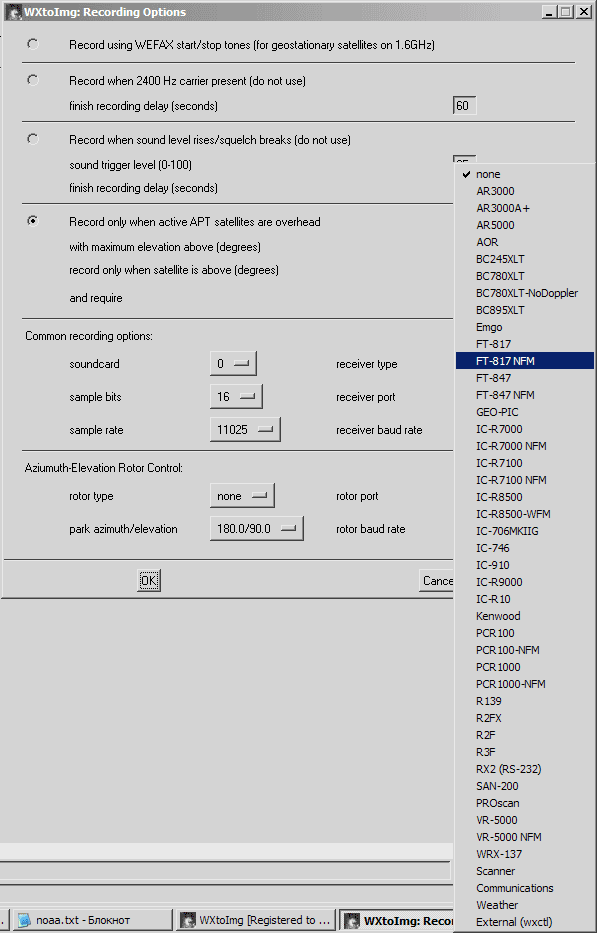 WXtoImg: Recording Options
Record using WEFAX start/stop tones (for geostationary satellites on 1.6GHz)
Record when 2400 Hz carrier present (do not use)
finish recording delay (seconds) 60
Record when sound level rises/squelch breaks (do not use)
sound trigger level (0-100)
finish recording delay (seconds)
Record only when active APT satellites are overhead
with maximum elevation above (degrees)
record only when satellite is above (degrees)
and require
Common recording options:
soundcard 0 receiver type
sample bits 16 receiver port
sample rate 11025 receiver baud rate
Aziumuth-Elevation Rotor Control:
rotor type none rotor port
park azimuth/elevation 180.0/90.0 rotor baud rate
OK Cance
none
AR3000
AR3000A+
AR5000
AOR
BC245XLT
BC780XLT
BC780XLT-NoDoppler
BC895XLT
Emgo
FT-817
FT-817 NFM
FT-847
FT-847 NFM
GEO-PIC
IC-R7000
IC-R7000 NFM
IC-R7100
IC-R7100 NFM
IC-R8500
IC-R8500-WFM
IC-706MKIIG
IC-746
IC-910
IC-R9000
IC-R10
Kenwood
PCR100
PCR100-NFM
PCR1000
PCR1000-NFM
R139
R2FX
R2F
R3F
RX2 (RS-232)
SAN-200
PROscan
VR-5000
VR-5000 NFM
WRX-137
Scanner
Communications
Weather
External (wxctl)
noaa.txt - Блокнот
WXtoImg [Registered to ...
WXtoImg: Reco